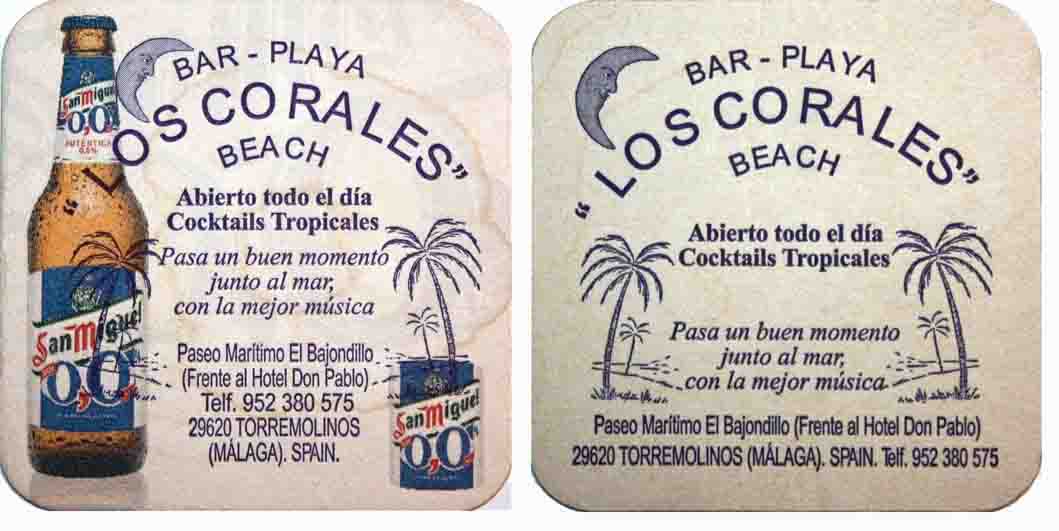 San Miguel
0,0%
AUTÉNTICA
0,0%
BAR - PLAYA
"LOS CORALES"
BEACH
Abierto todo el día
Cocktails Tropicales
Pasa un buen momento
junto al mar,
con la mejor música
Paseo Marítimo El Bajondillo
(Frente al Hotel Don Pablo)
Telf. 952 380 575
29620 TORREMOLINOS
(MÁLAGA). SPAIN.
San Miguel
0,0%
San Miguel
0,0%
BAR - PLAYA
"LOS CORALES"
BEACH
Abierto todo el día
Cocktails Tropicales
Pasa un buen momento
junto al mar,
con la mejor música
Paseo Marítimo El Bajondillo (Frente al Hotel Don Pablo)
29620 TORREMOLINOS (MÁLAGA). SPAIN. Telf. 952 380 575